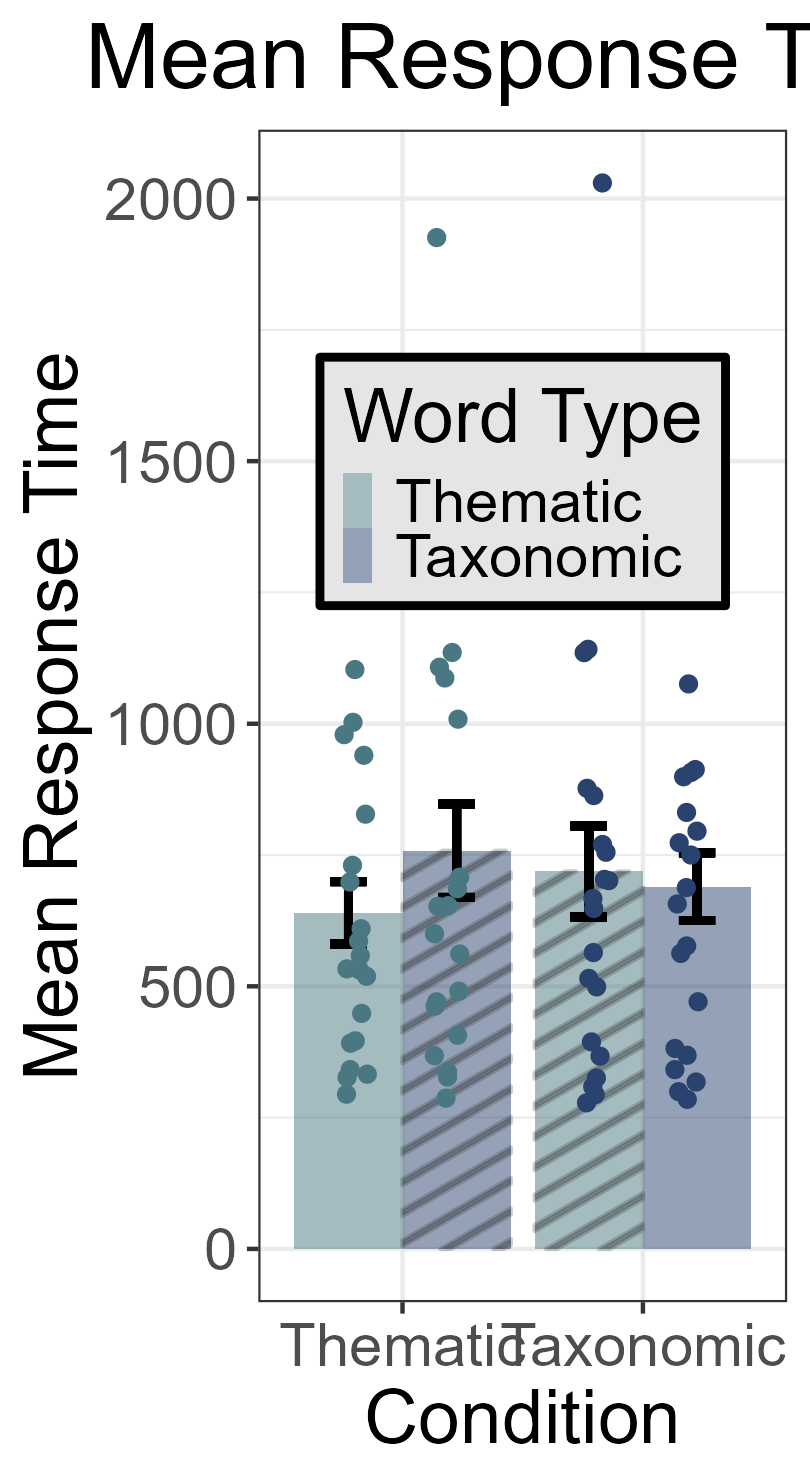 Mean Response T
2000
1500
1000
500
0
Mean Response Time
Word Type
Thematic
Taxonomic
Thematic
Taxonomic
Condition